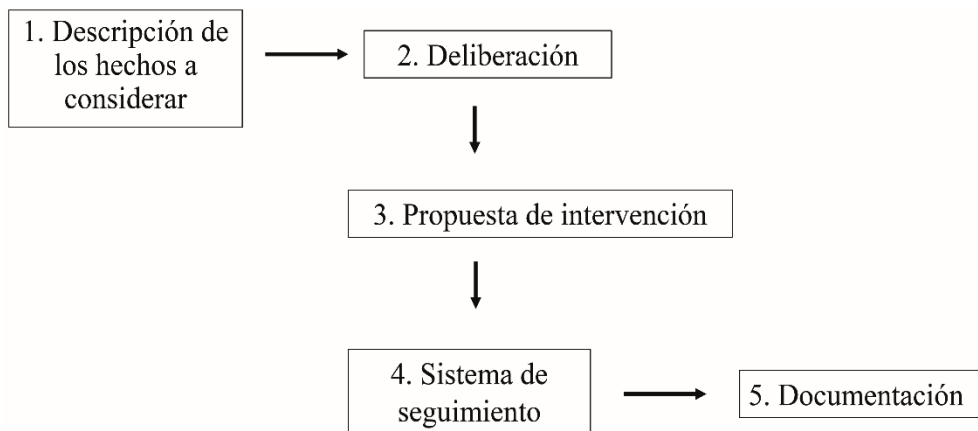 1. Descripción de
los hechos a
considerar
2. Deliberación
3. Propuesta de intervención
4. Sistema de
seguimiento
5. Documentación